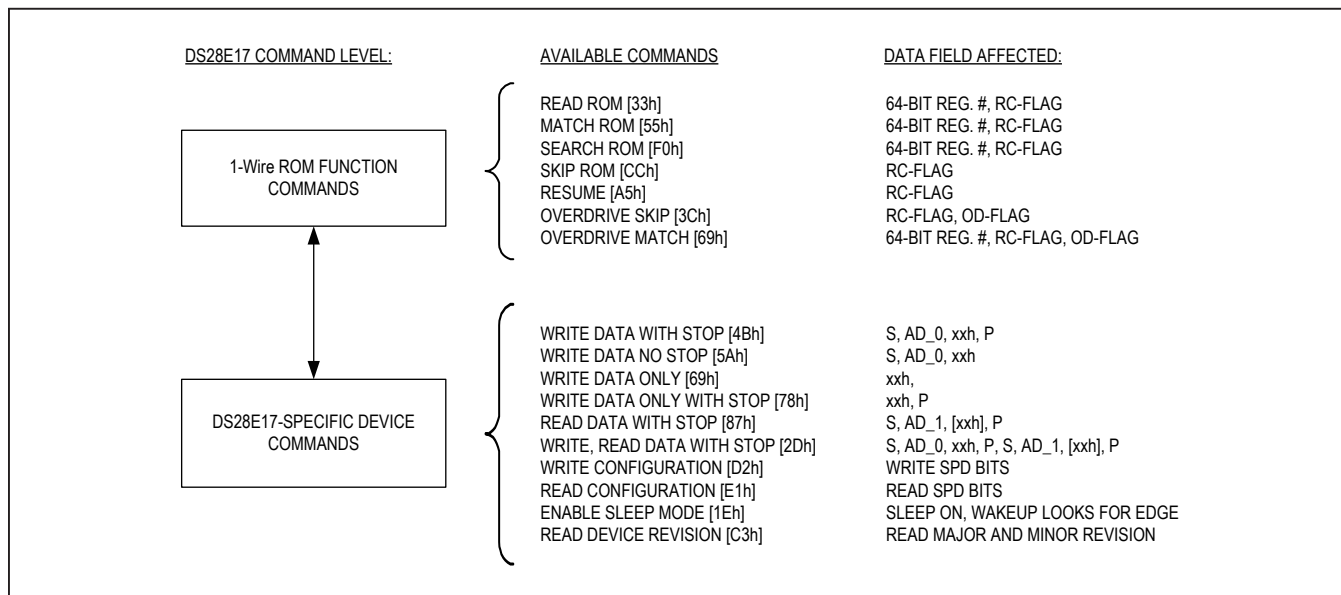 DS28E17 COMMAND LEVEL: AVAILABLE COMMANDS DATA FIELD AFFECTED:
READ ROM [33h] 64-BIT REG. #, RC-FLAG
MATCH ROM [55h] 64-BIT REG. #, RC-FLAG
SEARCH ROM [F0h] 64-BIT REG. #, RC-FLAG
1-Wire ROM FUNCTION
COMMANDS
SKIP ROM [CCh] RC-FLAG
RESUME [A5h] RC-FLAG
OVERDRIVE SKIP [3Ch] RC-FLAG, OD-FLAG
OVERDRIVE MATCH [69h] 64-BIT REG. #, RC-FLAG, OD-FLAG
WRITE DATA WITH STOP [4Bh] S, AD_0, xxh, P
WRITE DATA NO STOP [5Ah] S, AD_0, xxh
WRITE DATA ONLY [69h] xxh,
WRITE DATA ONLY WITH STOP [78h] xxh, P
DS28E17-SPECIFIC DEVICE
COMMANDS
READ DATA WITH STOP [87h] S, AD_1, [xxh], P
WRITE, READ DATA WITH STOP [2Dh] S, AD_0, xxh, P, S, AD_1, [xxh], P
WRITE CONFIGURATION [D2h] WRITE SPD BITS
READ CONFIGURATION [E1h] READ SPD BITS
ENABLE SLEEP MODE [1Eh] SLEEP ON, WAKEUP LOOKS FOR EDGE
READ DEVICE REVISION [C3h] READ MAJOR AND MINOR REVISION